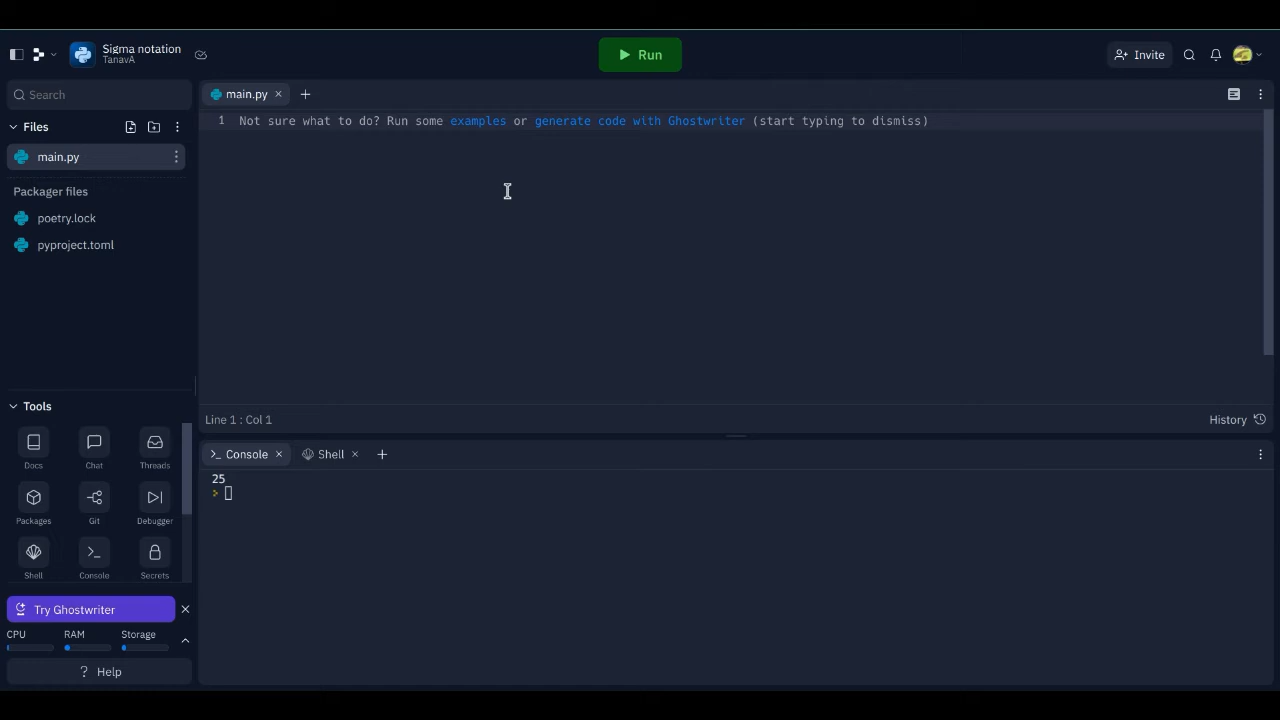 Sigma notation
TanavA
Run
Invite
Search
main.py
Files
1 Not sure what to do? Run some examples or generate code with Ghostwriter (start typing to dismiss)
main.py
Packager files
poetry.lock
pyproject.toml
Tools
Line 1 : Col 1
History
Docs
Chat
Threads
Console
Shell
25
Packages
Git
Debugger
Shell
Console
Secrets
Try Ghostwriter
CPU
RAM
Storage
? Help